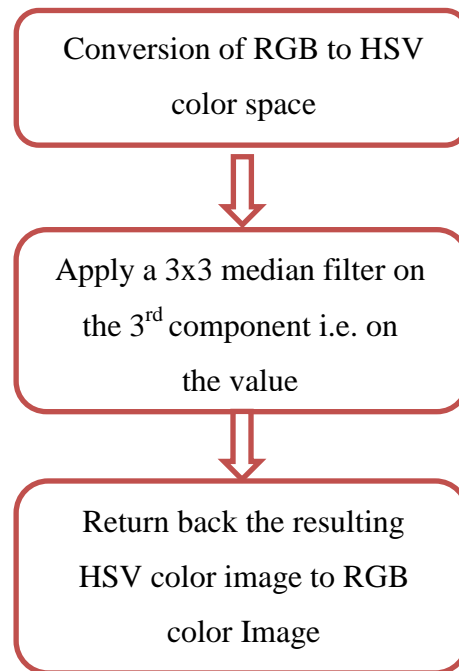 Conversion of RGB to HSV
color space
Apply a 3x3 median filter on
the 3rd component i.e. on
the value
Return back the resulting
HSV color image to RGB
color Image